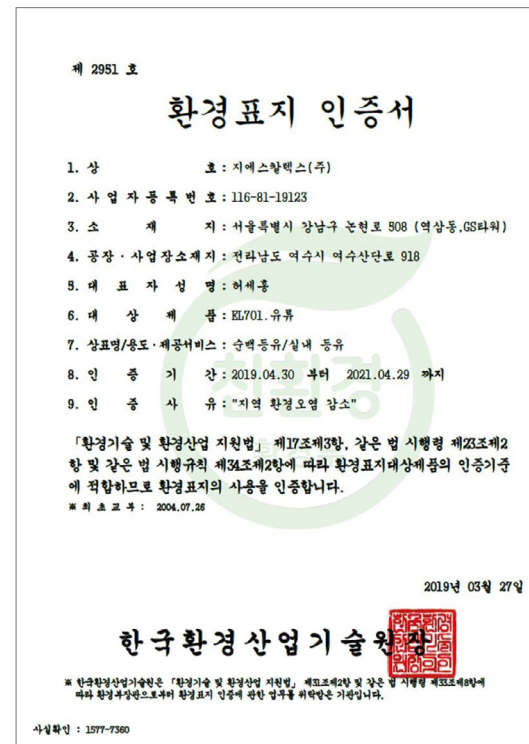 제 2951 호
환경표지 인증서
1. 상 호 : 지에스칼텍스(주)
2. 사 업 자 등 록 번 호 : 116-81-19123
3. 소 재 지 : 서울특별시 강남구 논현로 508 (역삼동,GS타워)
4. 공장 · 사업장소재지 : 전라남도 여수시 여수산단로 918
5. 대 표 자 성 명 : 허세홍
6. 대 상 제 품 : EL701.유류
7. 상표명/용도 · 제공서비스 : 순백등유/실내 등유
8. 인 증 기 간 : 2019.04.30 부터 2021.04.29 까지
9. 인 증 사 유 : "지역 환경오염 감소"
친환경
「환경기술 및 환경산업 지원법」 제17조제3항, 같은 법 시행령 제23조제2
항 및 같은 법 시행규칙 제34조제2항에 따라 환경표지대상제품의 인증기준
에 적합하므로 환경표지의 사용을 인증합니다.
※ 최 초 교 부 : 2004.07.26
2019년 03월 27일
한국환경산업기술원장
※ 한국환경산업기술원은 「환경기술 및 환경산업 지원법」 제31조제2항 및 같은 법 시행령 제33조제8항에
따라 환경부장관으로부터 환경표지 인증에 관한 업무를 위탁받은 기관입니다.
사실확인 : 1577-7360